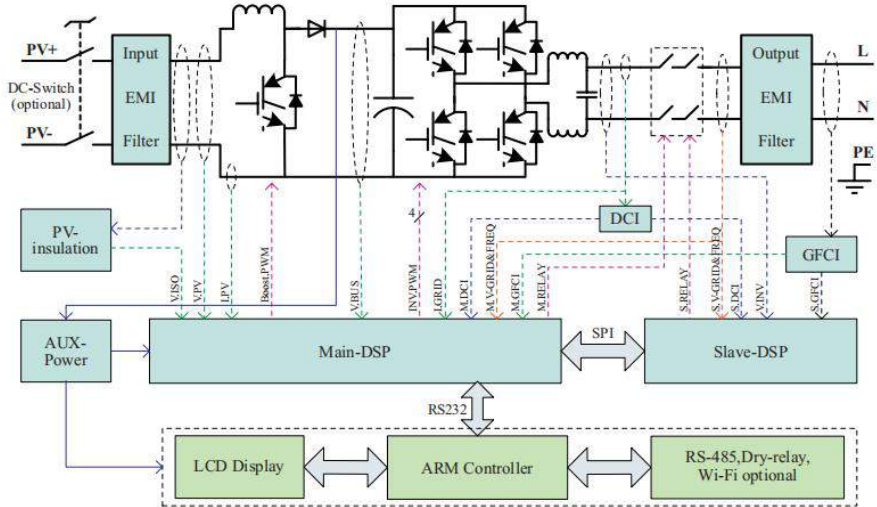 PV+
DC-Switch
(optional)
PV-
Input
EMI
Filter
Output
EMI
Filter
L
N
PE
PV-
insulation
4
DCI
GFCI
V.ISO
V.PV
I.PV
Boost.PWM
V.BUS
INV.PWM
I.GRID
M.DCI
M.V-GRID&FREQ
M.GFCI
M.RELAY
S.RELAY
S.V-GRID&FREQ
S.DCI
V.INV
S.GFCI
AUX-
Power
Main-DSP
SPI
Slave-DSP
RS232
LCD Display
ARM Controller
RS-485,Dry-relay,
Wi-Fi optional